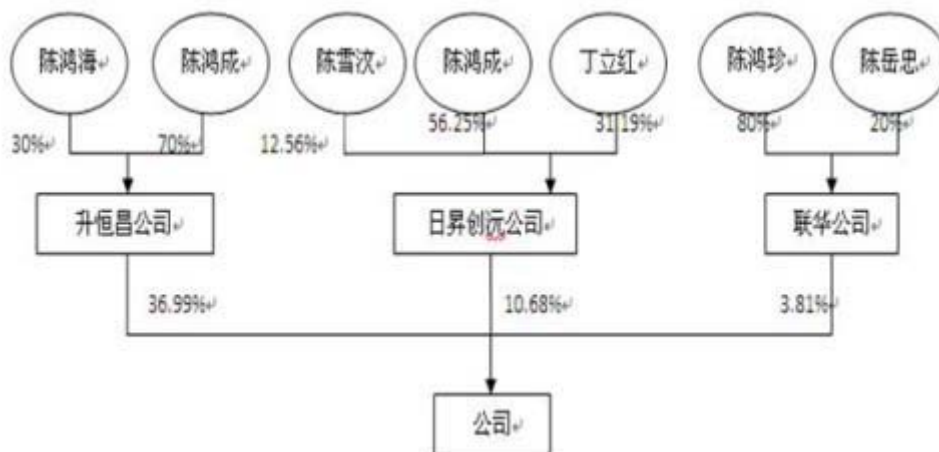 陈鸿海
陈鸿成
陈雪汶
陈鸿成
丁立红
陈鸿珍
陈岳忠
30%
70%
12.56%
56.25%
31.19%
80%
20%
升恒昌公司
日昇创沅公司
联华公司
36.99%
10.68%
3.81%
公司